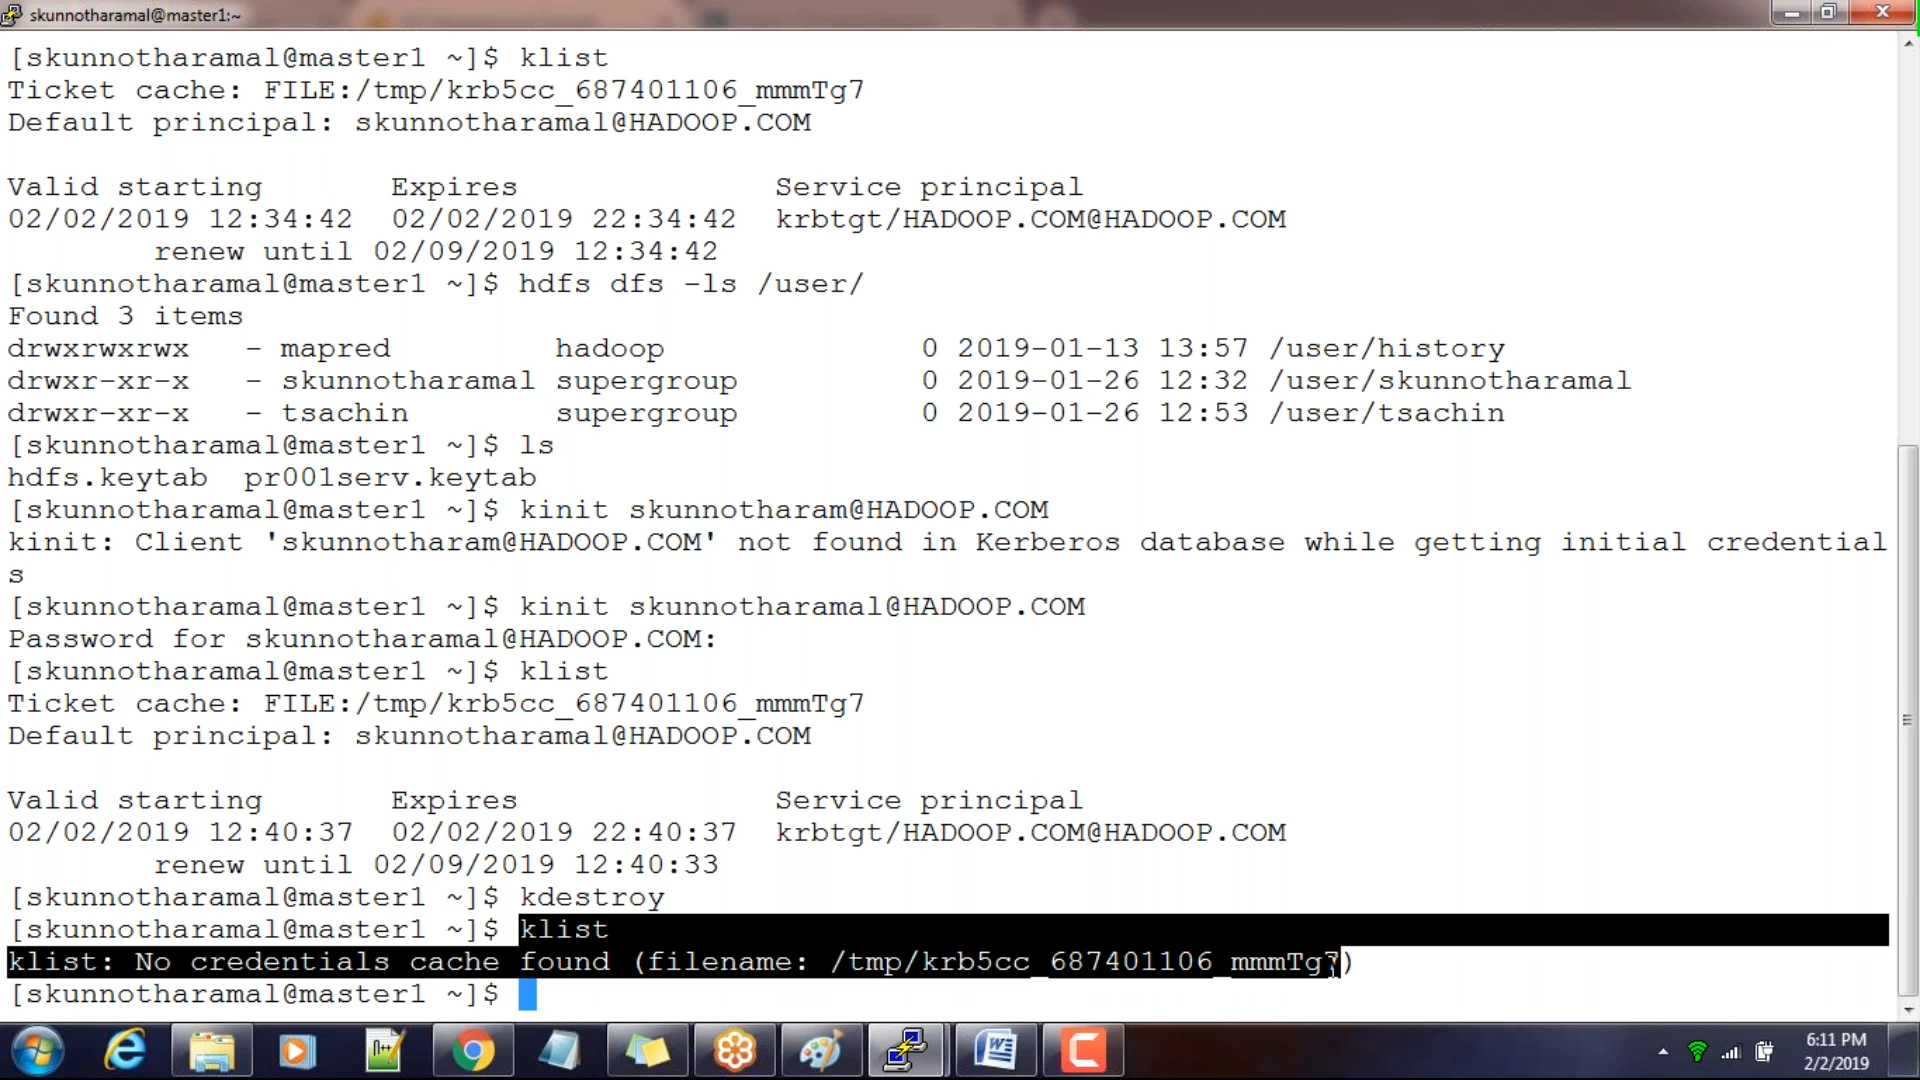 skunnotharamal@master1:~
[skunnotharamal@master1 ~]$ klist
Ticket cache: FILE:/tmp/krb5cc_687401106_mmmTg7
Default principal: skunnotharamal@HADOOP.COM
Valid starting       Expires              Service principal
02/02/2019 12:34:42  02/02/2019 22:34:42  krbtgt/HADOOP.COM@HADOOP.COM
        renew until 02/09/2019 12:34:42
[skunnotharamal@master1 ~]$ hdfs dfs -ls /user/
Found 3 items
drwxrwxrwx   - mapred         hadoop              0 2019-01-13 13:57 /user/history
drwxr-xr-x   - skunnotharamal supergroup          0 2019-01-26 12:32 /user/skunnotharamal
drwxr-xr-x   - tsachin        supergroup          0 2019-01-26 12:53 /user/tsachin
[skunnotharamal@master1 ~]$ ls
hdfs.keytab  pr001serv.keytab
[skunnotharamal@master1 ~]$ kinit skunnotharam@HADOOP.COM
kinit: Client 'skunnotharam@HADOOP.COM' not found in Kerberos database while getting initial credential
s
[skunnotharamal@master1 ~]$ kinit skunnotharamal@HADOOP.COM
Password for skunnotharamal@HADOOP.COM:
[skunnotharamal@master1 ~]$ klist
Ticket cache: FILE:/tmp/krb5cc_687401106_mmmTg7
Default principal: skunnotharamal@HADOOP.COM
Valid starting       Expires              Service principal
02/02/2019 12:40:37  02/02/2019 22:40:37  krbtgt/HADOOP.COM@HADOOP.COM
        renew until 02/09/2019 12:40:33
[skunnotharamal@master1 ~]$ kdestroy
[skunnotharamal@master1 ~]$ klist
klist: No credentials cache found (filename: /tmp/krb5cc_687401106_mmmTg7)
[skunnotharamal@master1 ~]$
6:11 PM
2/2/2019